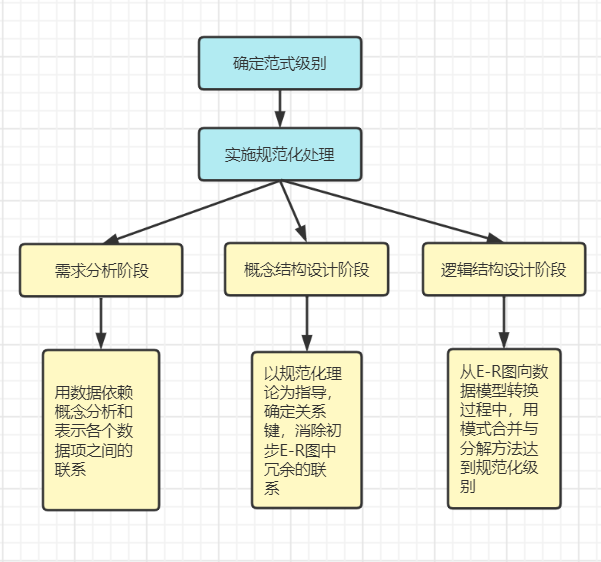 确定范式级别
实施规范化处理
需求分析阶段
概念结构设计阶段
逻辑结构设计阶段
用数据依赖
概念分析和
表示各个数
据项之间的
联系
以规范化理
论为指导，
确定关系
键，消除初
步E-R图中
冗余的联
系
从E-R图向数
据模型转换
过程中，用
模式合并与
分解方法达
到规范化级
别